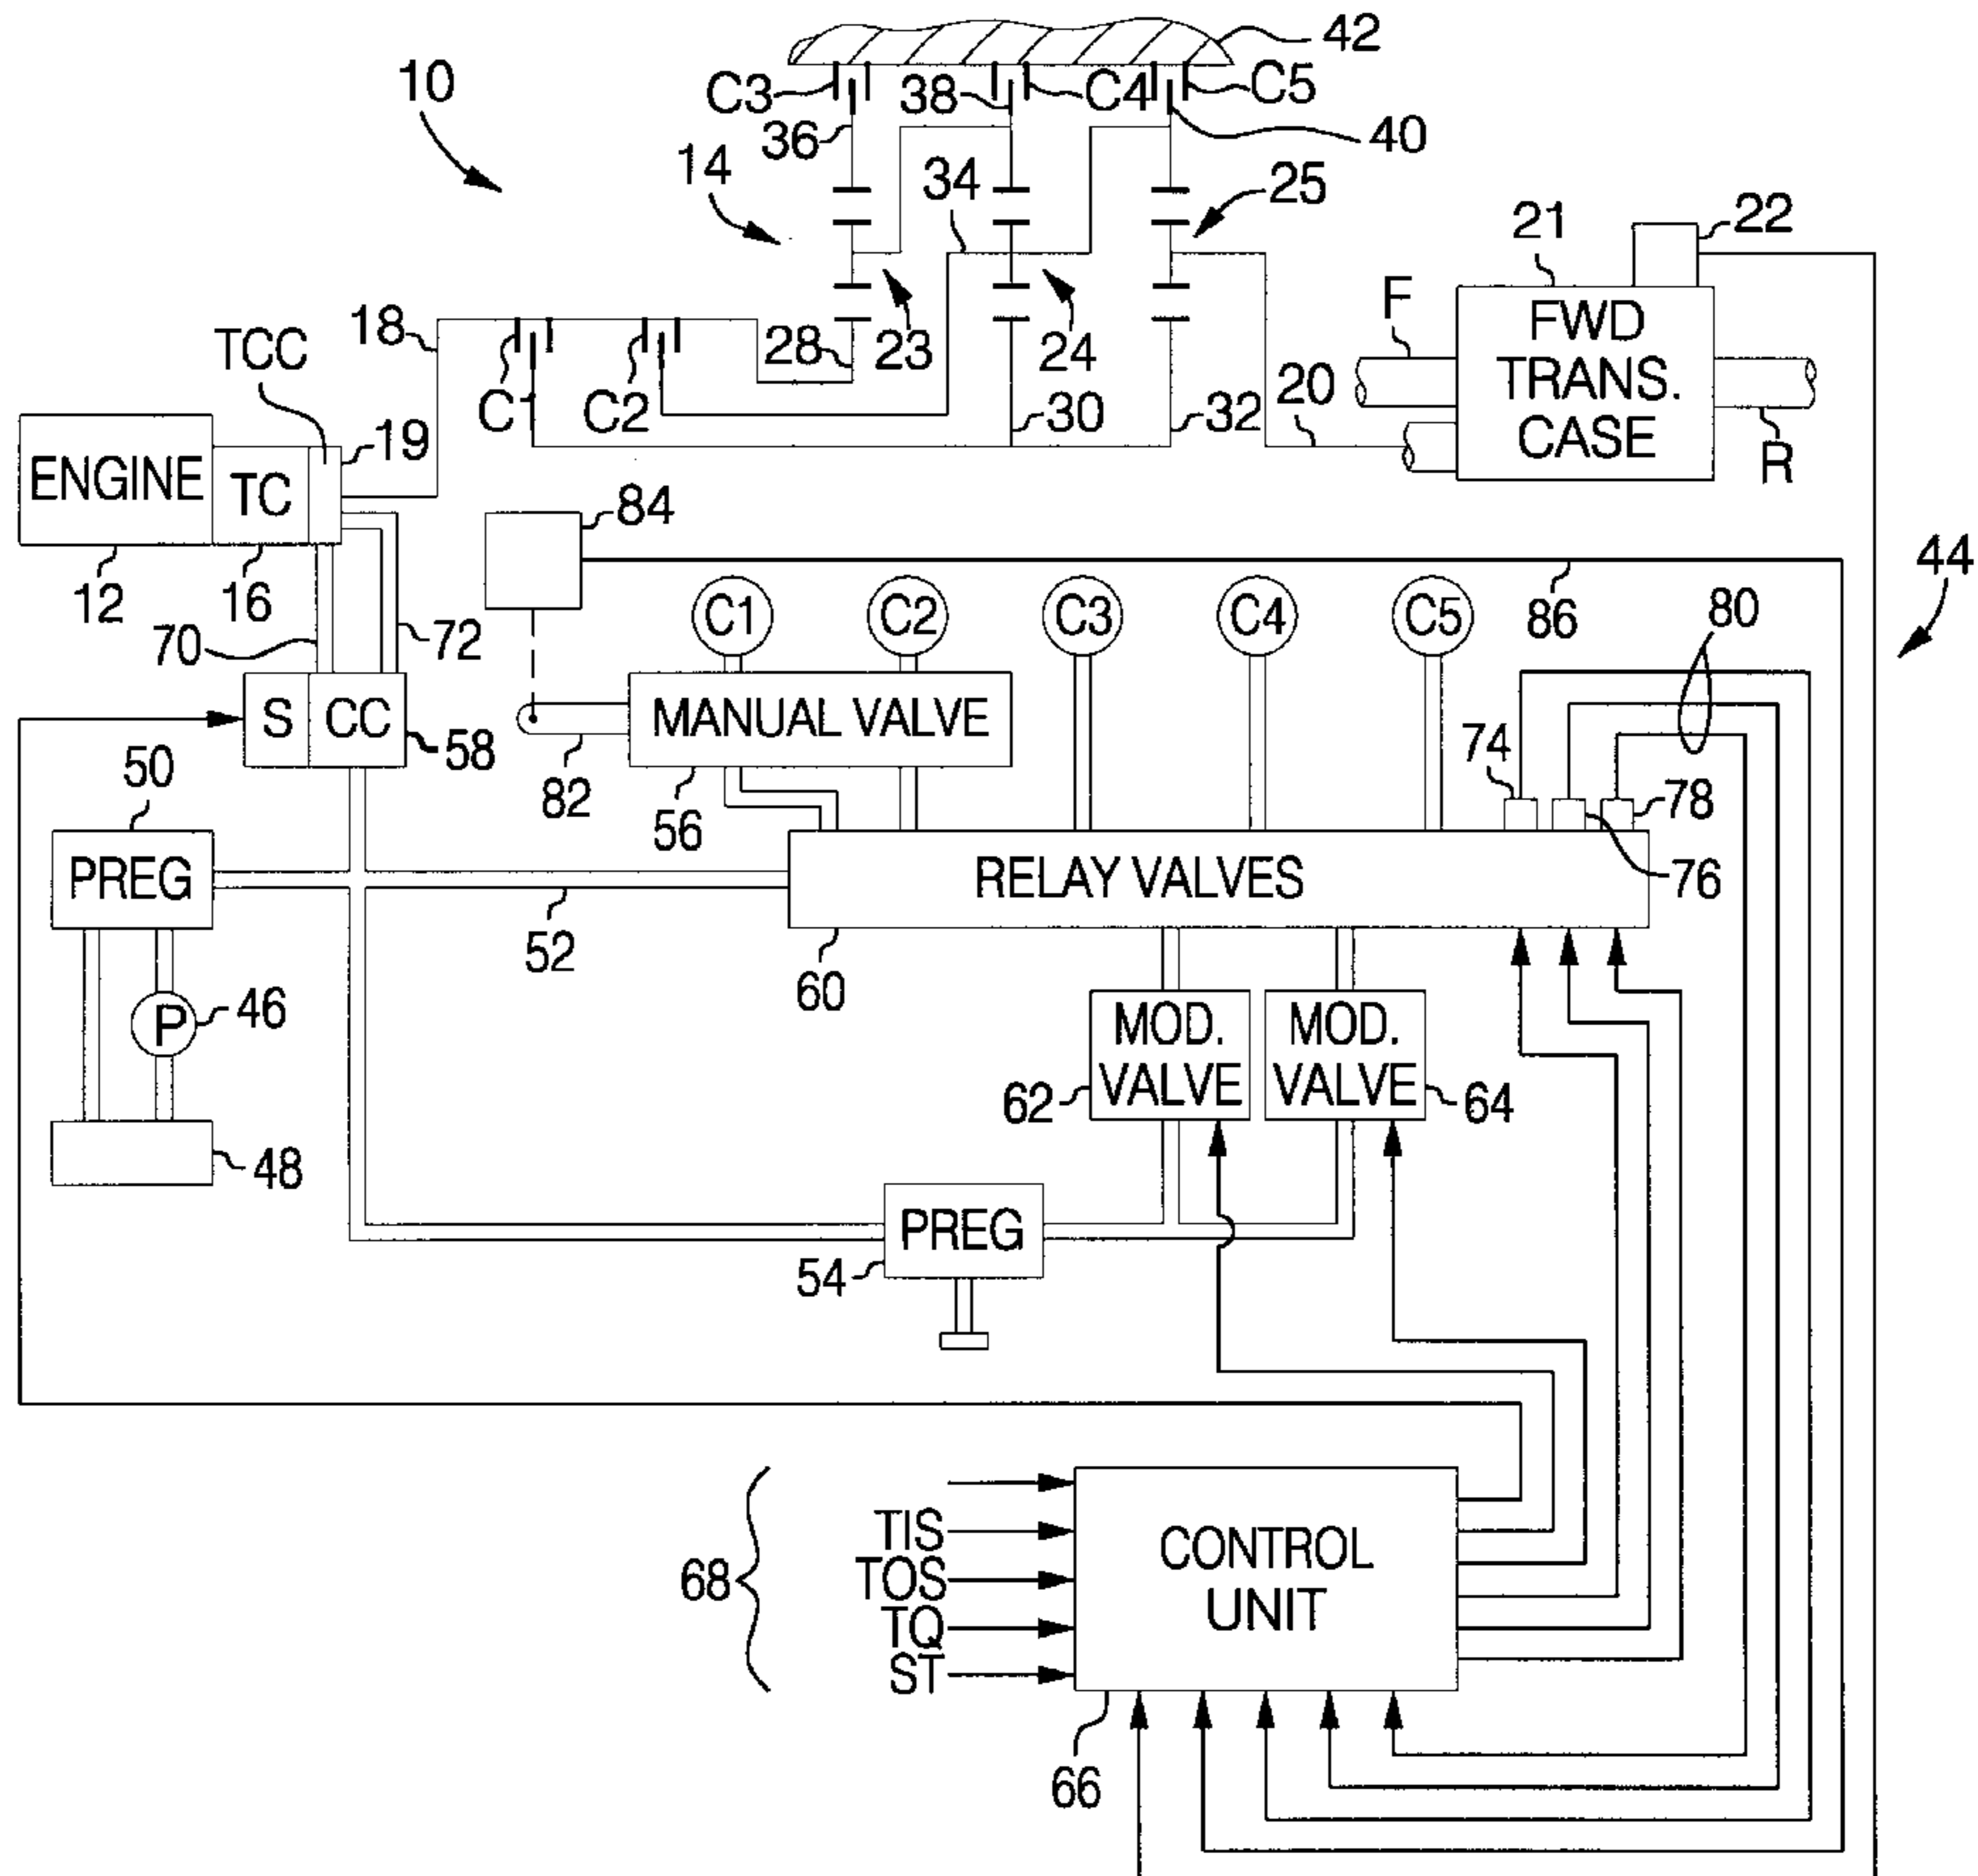 42
10
C3
38
C4
C5
36
40
14
34
25
21
22
F
FWD
TRANS.
CASE
18
TCC
28
23
24
C1
C2
30
32
20
R
19
ENGINE
TC
84
44
12
16
C1
C2
C3
C4
C5
86
80
70
72
S
CC
58
MANUAL VALVE
74
78
50
82
56
PREG
RELAY VALVES
76
52
60
P
46
MOD.
VALVE
MOD.
VALVE
62
64
48
PREG
54
68
TIS
TOS
TQ
ST
CONTROL
UNIT
66